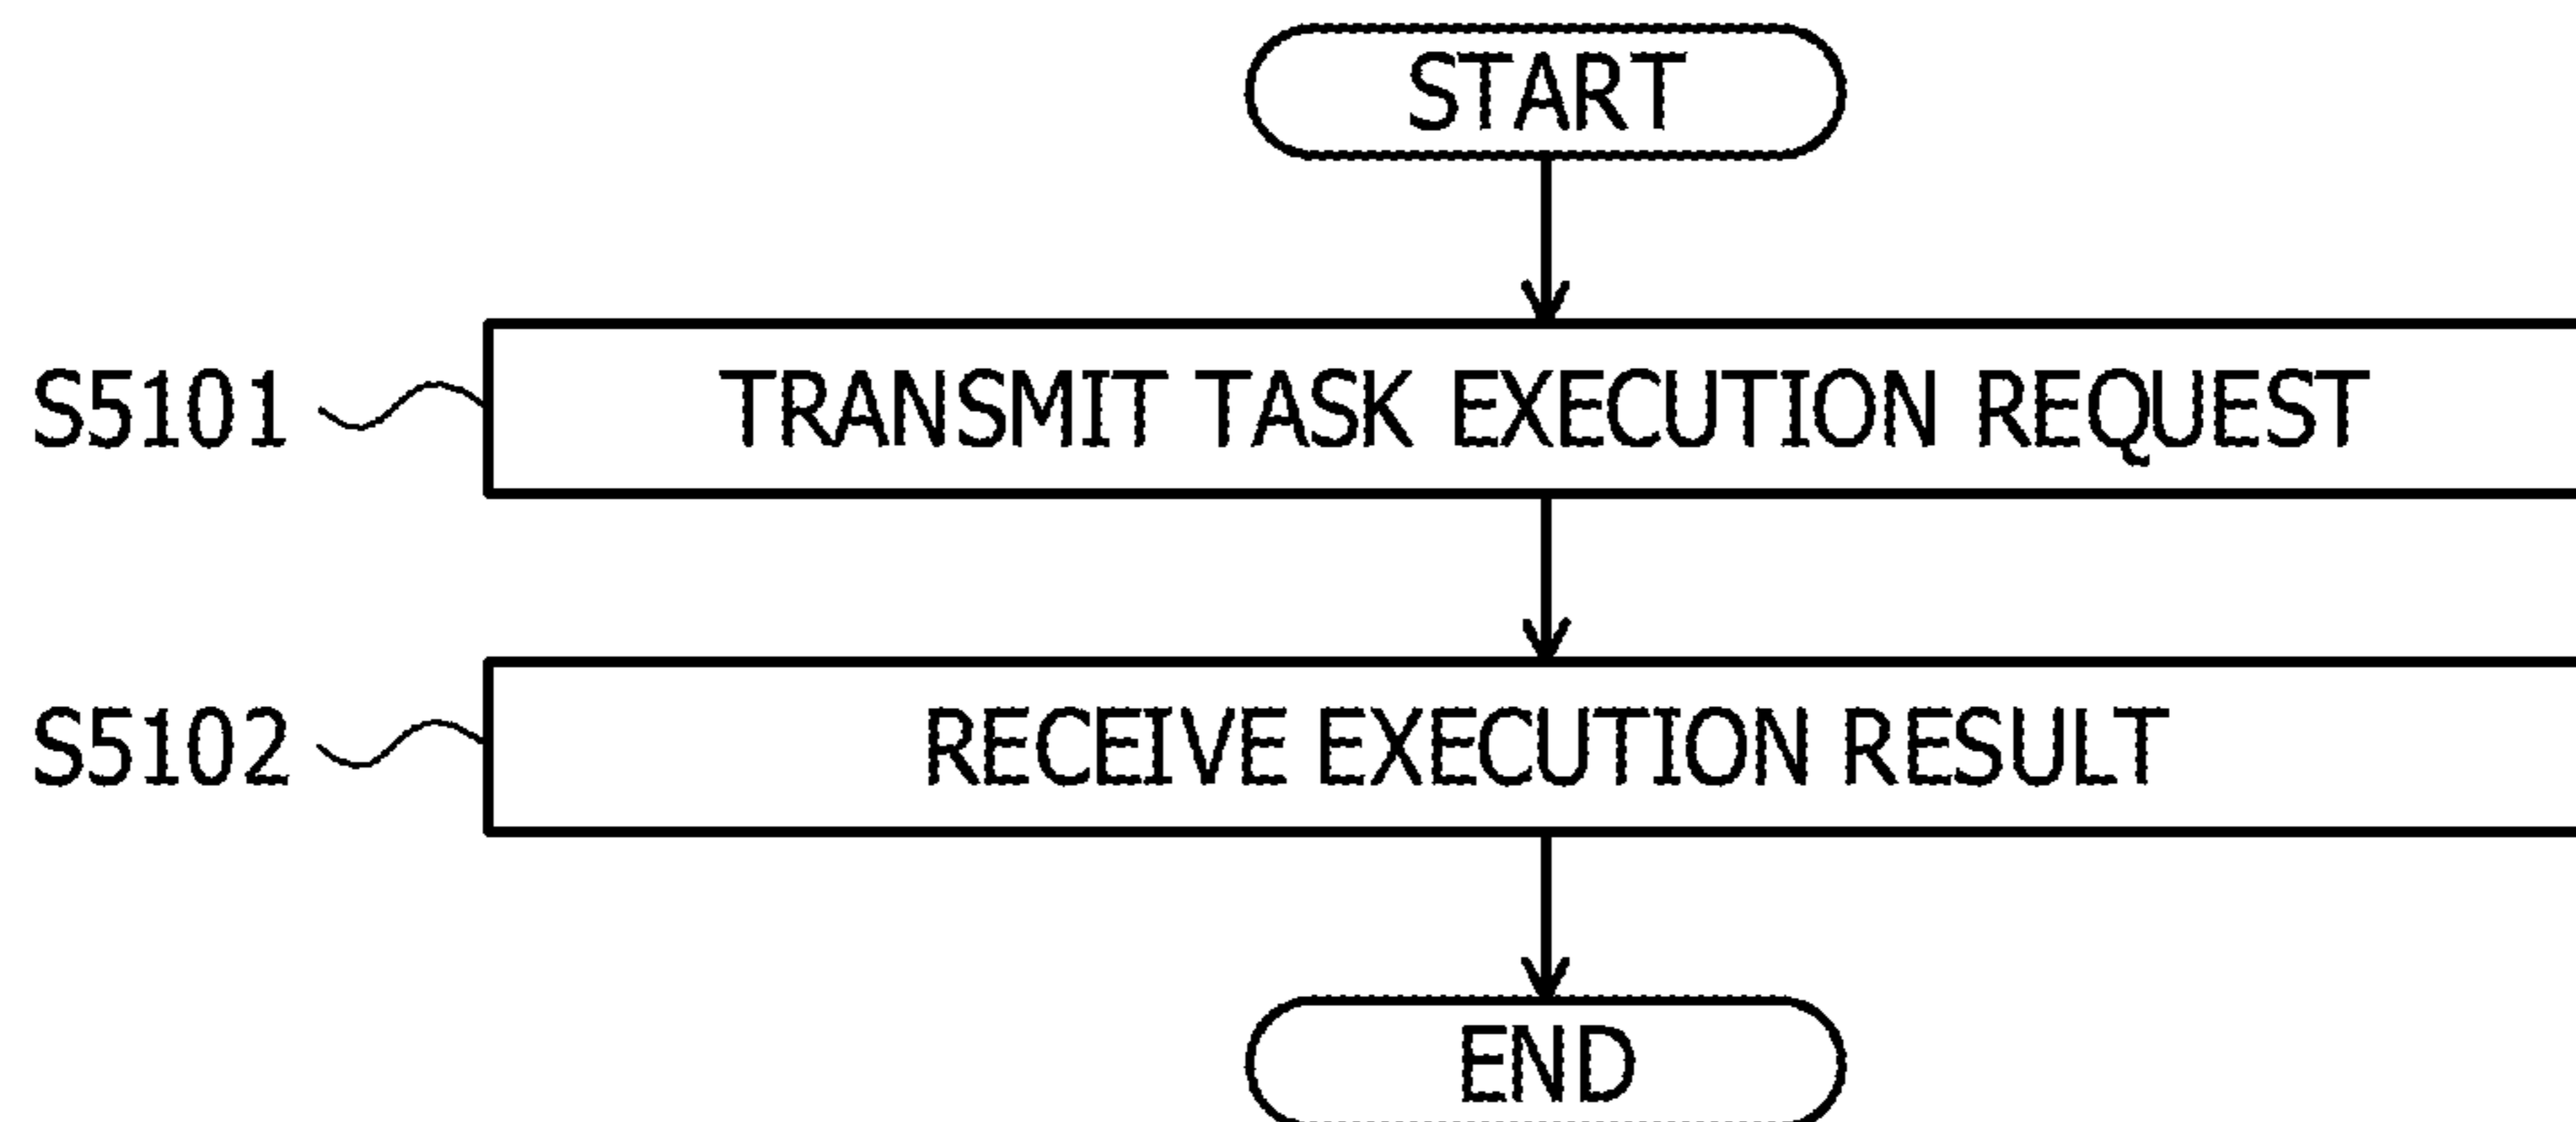 START
S5101 TRANSMIT TASK EXECUTION REQUEST
S5102 RECEIVE EXECUTION RESULT
END